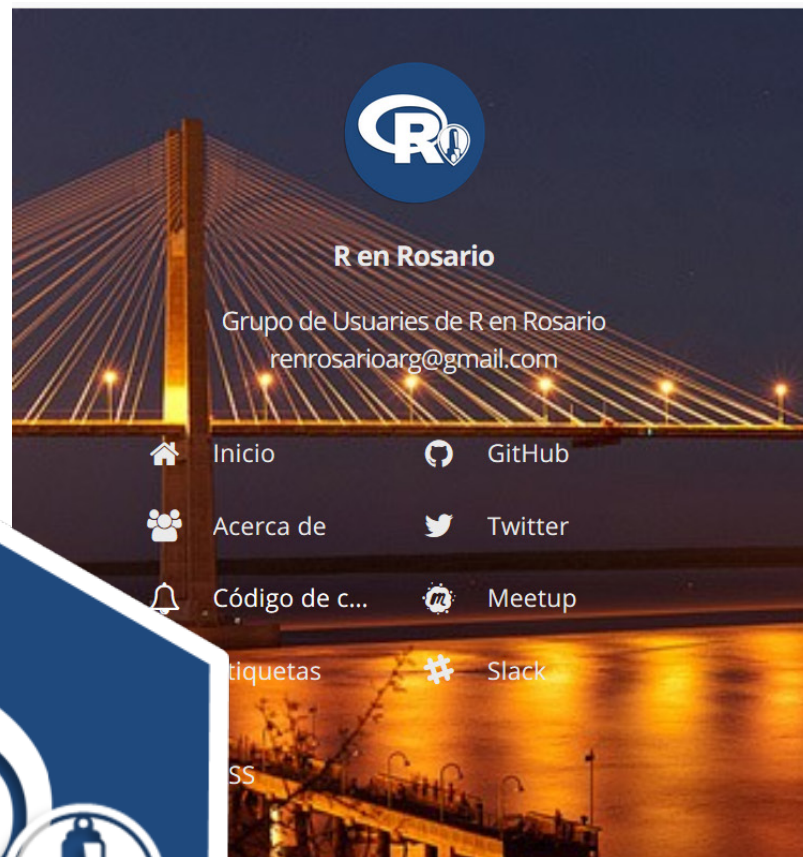 R
R en Rosario
Grupo de Usuaries de R en Rosario
renrosarioarg@gmail.com
Inicio
GitHub
Acerca de
Twitter
Código de c...
Meetup
tiquetas
Slack
SS